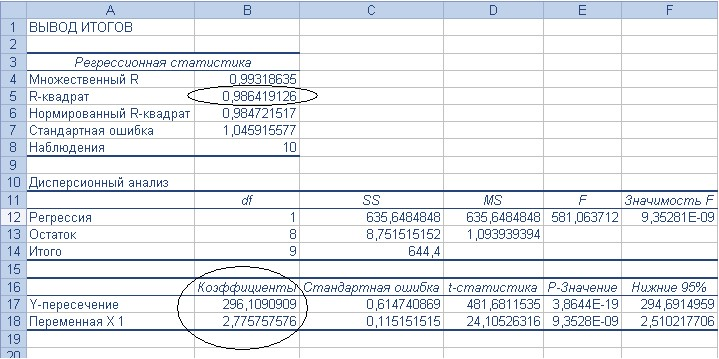 A B C D E F
1 ВЫВОД ИТОГОВ
2
3 Регрессионная статистика
4 Множественный R 0,99318635
5 R-квадрат 0,986419126
6 Нормированный R-квадрат 0,984721517
7 Стандартная ошибка 1,045915517
8 Наблюдения 10
9
10 Дисперсионный анализ
11 df SS MS F Значимость F
12 Регрессия 1 635,6484848 635,6484848 581,063712 9,35281E-09
13 Остаток 8 8,751515152 1,093939394
14 Итого 9 644,4
15
16 Коэффициенты Стандартная ошибка t-статистика P-Значение Нижние 95%
17 Y-пересечение 296,1090909 0,614740869 481,6811535 3,8644E-19 294,6914959
18 Переменная X 1 2,775757576 0,115151515 24,10526316 9,3528E-09 2,510217706
19
20